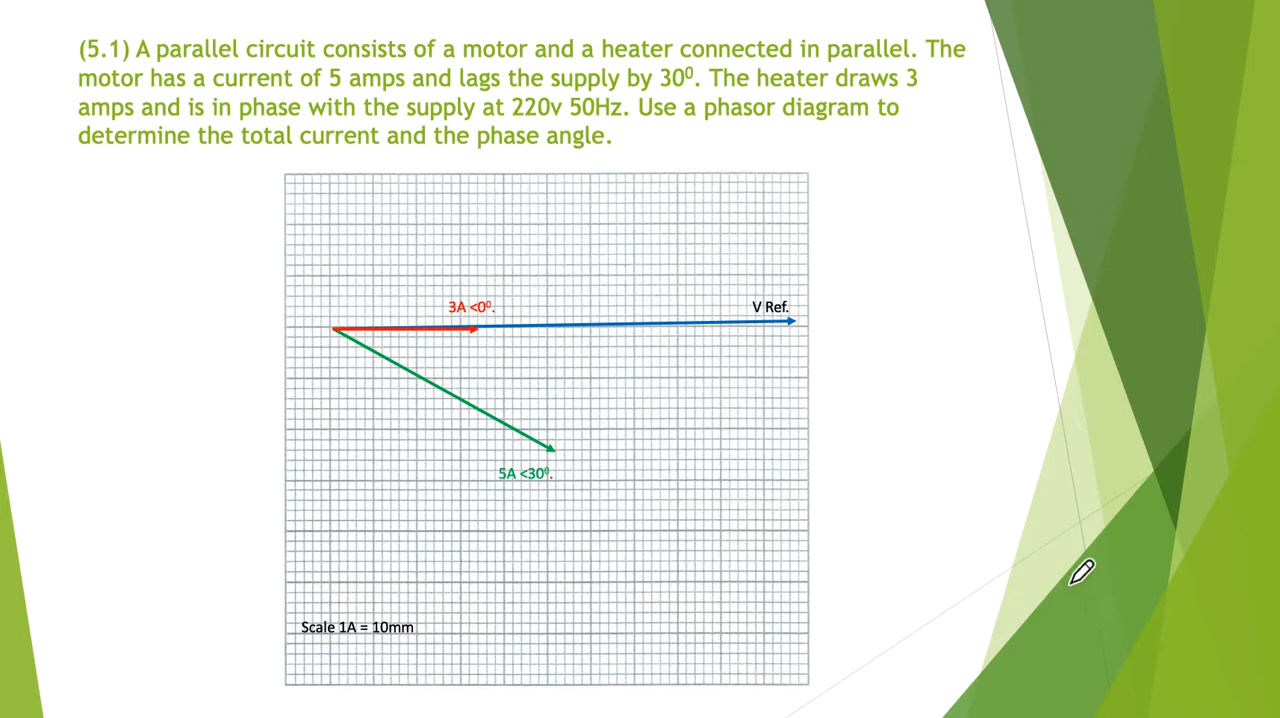 (5.1) A parallel circuit consists of a motor and a heater connected in parallel. The
motor has a current of 5 amps and lags the supply by 30⁰. The heater draws 3
amps and is in phase with the supply at 220v 50Hz. Use a phasor diagram to
determine the total current and the phase angle.
3A <0⁰.
V Ref.
5A <30⁰.
Scale 1A = 10mm